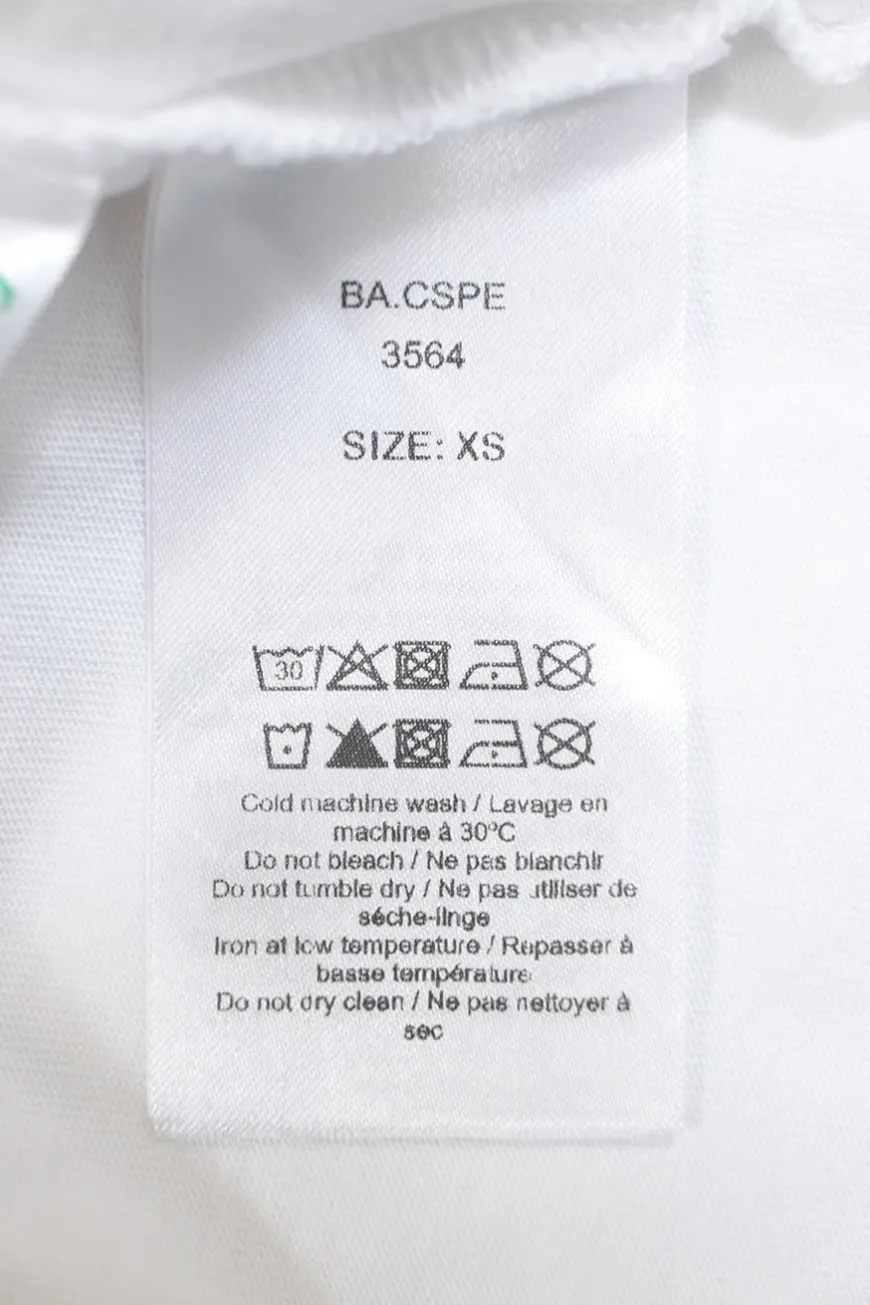 BA.CSPE
3564
SIZE: XS
30
Cold machine wash / Lavage en
machine à 30°C
Do not bleach / Ne pas blanchir
Do not tumble dry / Ne pas utiliser de
séche-linge
Iron at low temperature / Repasser à
basse température
Do not dry clean / Ne pas nettoyer à
sec